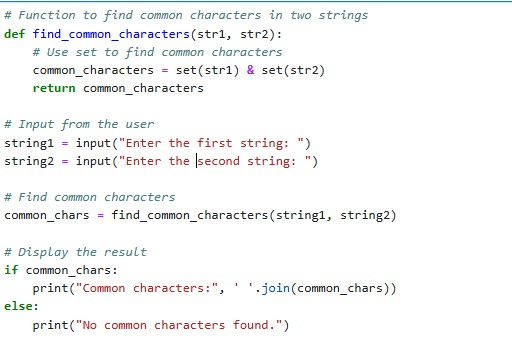 # Function to find common characters in two strings
def find_common_characters(str1, str2):
    # Use set to find common characters
    common_characters = set(str1) & set(str2)
    return common_characters

# Input from the user
string1 = input("Enter the first string: ")
string2 = input("Enter the second string: ")

# Find common characters
common_chars = find_common_characters(string1, string2)

# Display the result
if common_chars:
    print("Common characters:", ' '.join(common_chars))
else:
    print("No common characters found.")